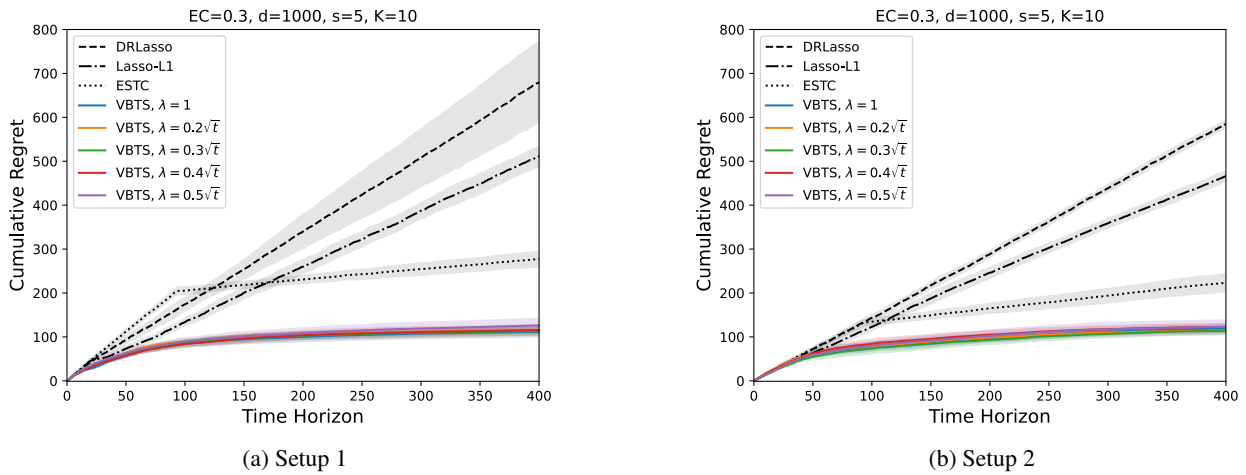 EC=0.3, d=1000, s=5, K=10
800
700
600
500
400
300
200
100
0
Cumulative Regret
DRLasso
Lasso-L1
ESTC
VBTS, λ = 1
VBTS, λ = 0.2√t
VBTS, λ = 0.3√t
VBTS, λ = 0.4√t
VBTS, λ = 0.5√t
0 50 100 150 200 250 300 350 400
Time Horizon
(a) Setup 1
EC=0.3, d=1000, s=5, K=10
800
700
600
500
400
300
200
100
0
Cumulative Regret
DRLasso
Lasso-L1
ESTC
VBTS, λ = 1
VBTS, λ = 0.2√t
VBTS, λ = 0.3√t
VBTS, λ = 0.4√t
VBTS, λ = 0.5√t
0 50 100 150 200 250 300 350 400
Time Horizon
(b) Setup 2